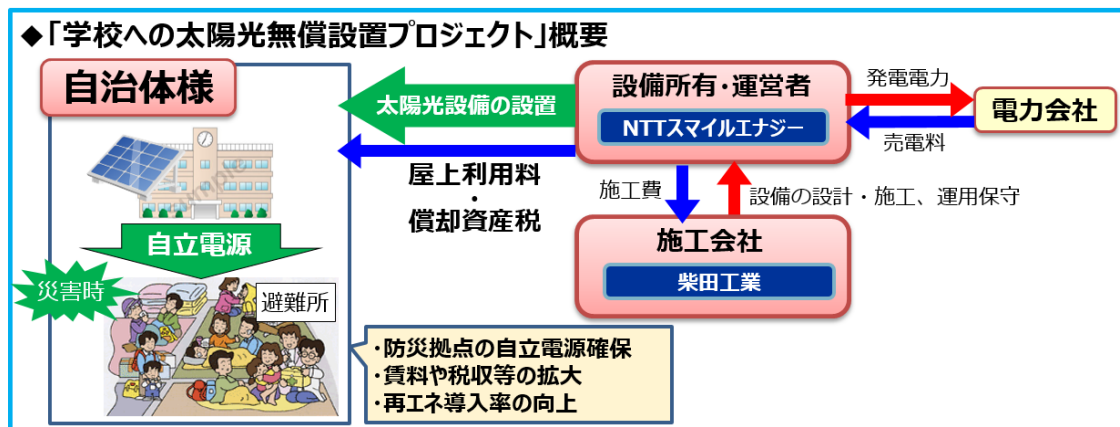 ◆「学校への太陽光無償設置プロジェクト」概要
自治体様
太陽光設備の設置
屋上利用料
・
償却資産税
設備所有・運営者
NTTスマイルエナジー
発電電力
売電料
電力会社
施工費
設備の設計・施工、運用保守
施工会社
柴田工業
自立電源
災害時
避難所
・防災拠点の自立電源確保
・賃料や税収等の拡大
・再エネ導入率の向上